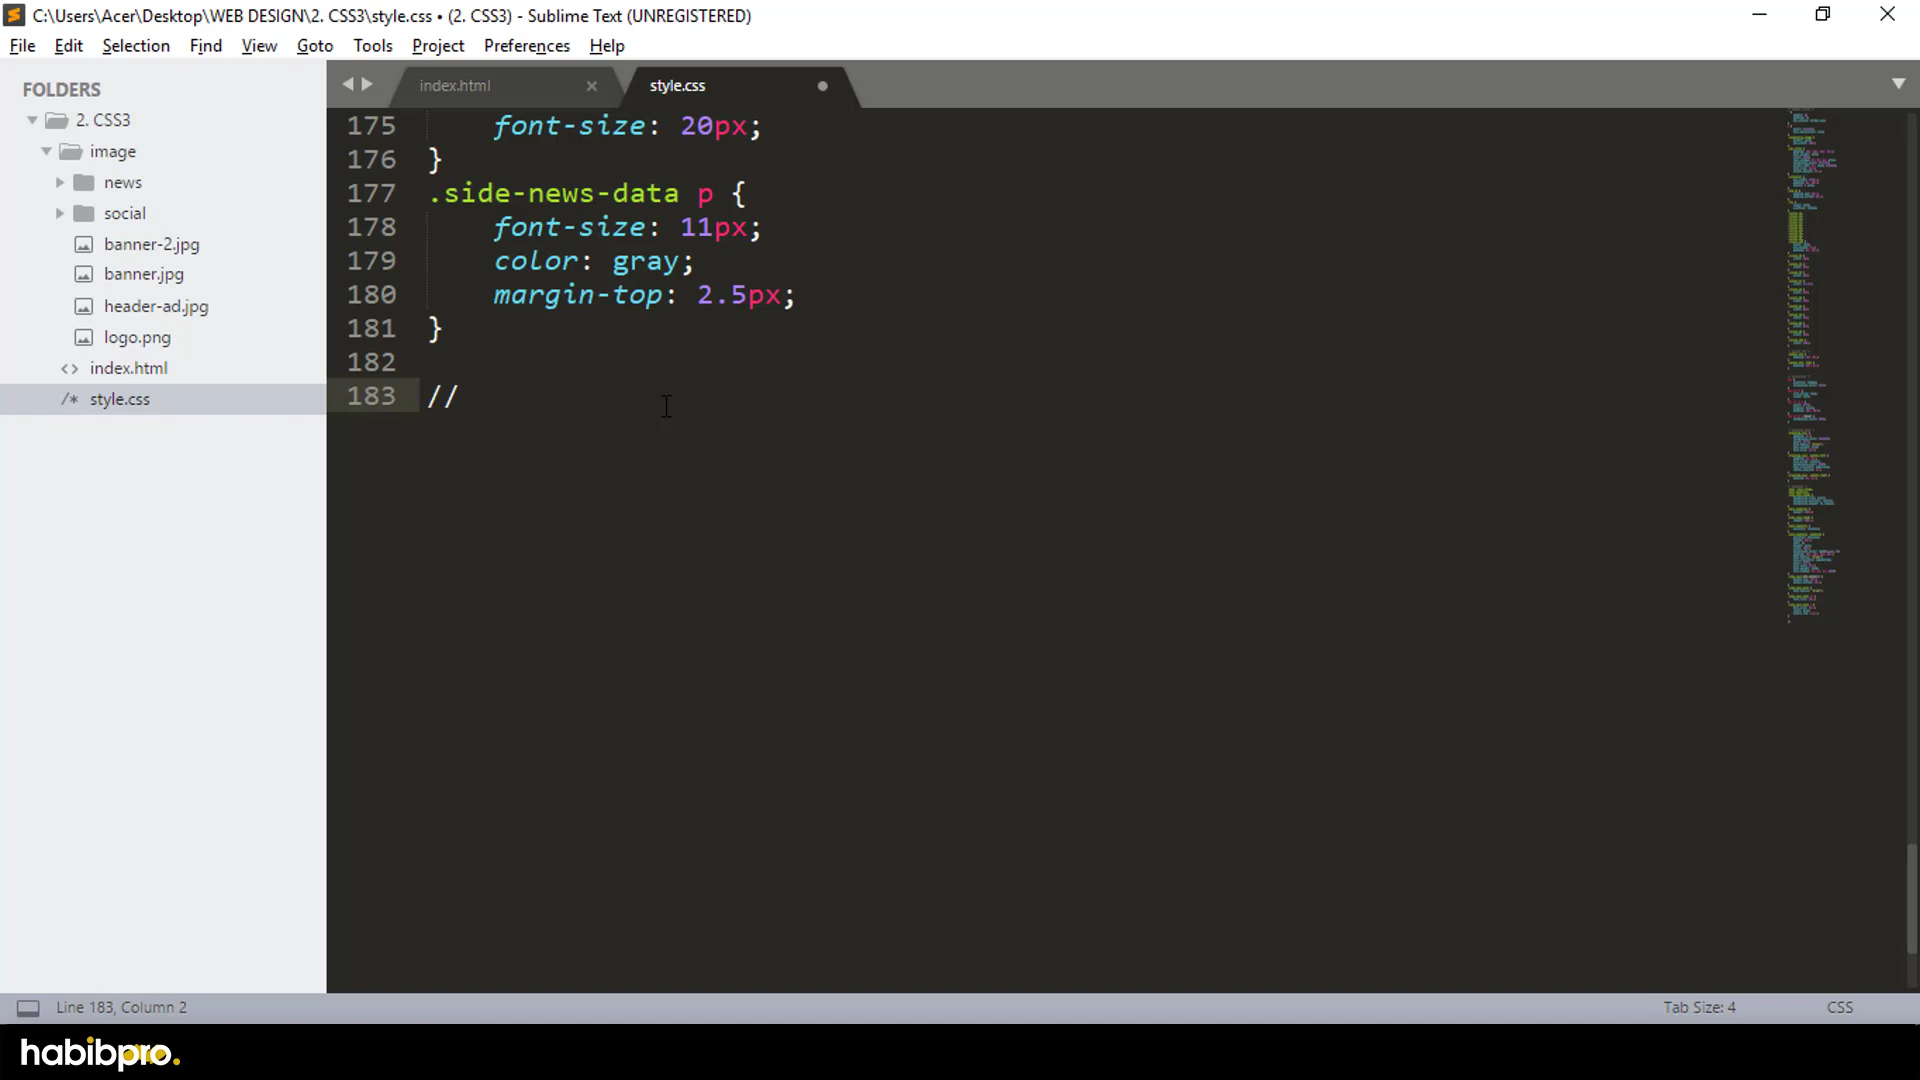 C:\Users\Acer\Desktop\WEB DESIGN\2. CSS3\style.css • (2. CSS3) - Sublime Text (UNREGISTERED)
File Edit Selection Find View Goto Tools Project Preferences Help
FOLDERS
2. CSS3
image
news
social
banner-2.jpg
banner.jpg
header-ad.jpg
logo.png
<> index.html
/* style.css
index.html × style.css
175 font-size: 20px;
176 }
177 .side-news-data p {
178 font-size: 11px;
179 color: gray;
180 margin-top: 2.5px;
181 }
182
183 //
Line 183, Column 2
Tab Size: 4
CSS
habibpro.